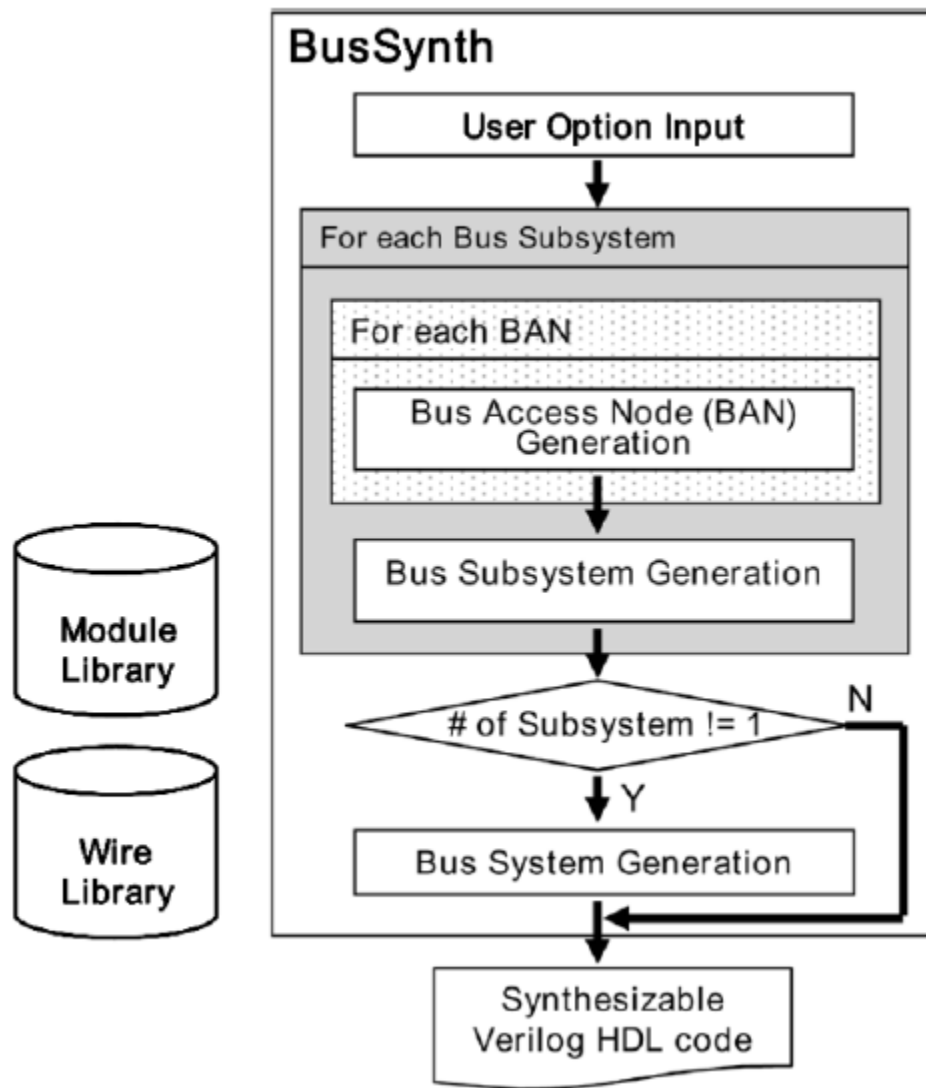 BusSynth
User Option Input
For each Bus Subsystem
For each BAN
Bus Access Node (BAN)
Generation
Bus Subsystem Generation
Module
Library
# of Subsystem != 1
N
Y
Wire
Library
Bus System Generation
Synthesizable
Verilog HDL code